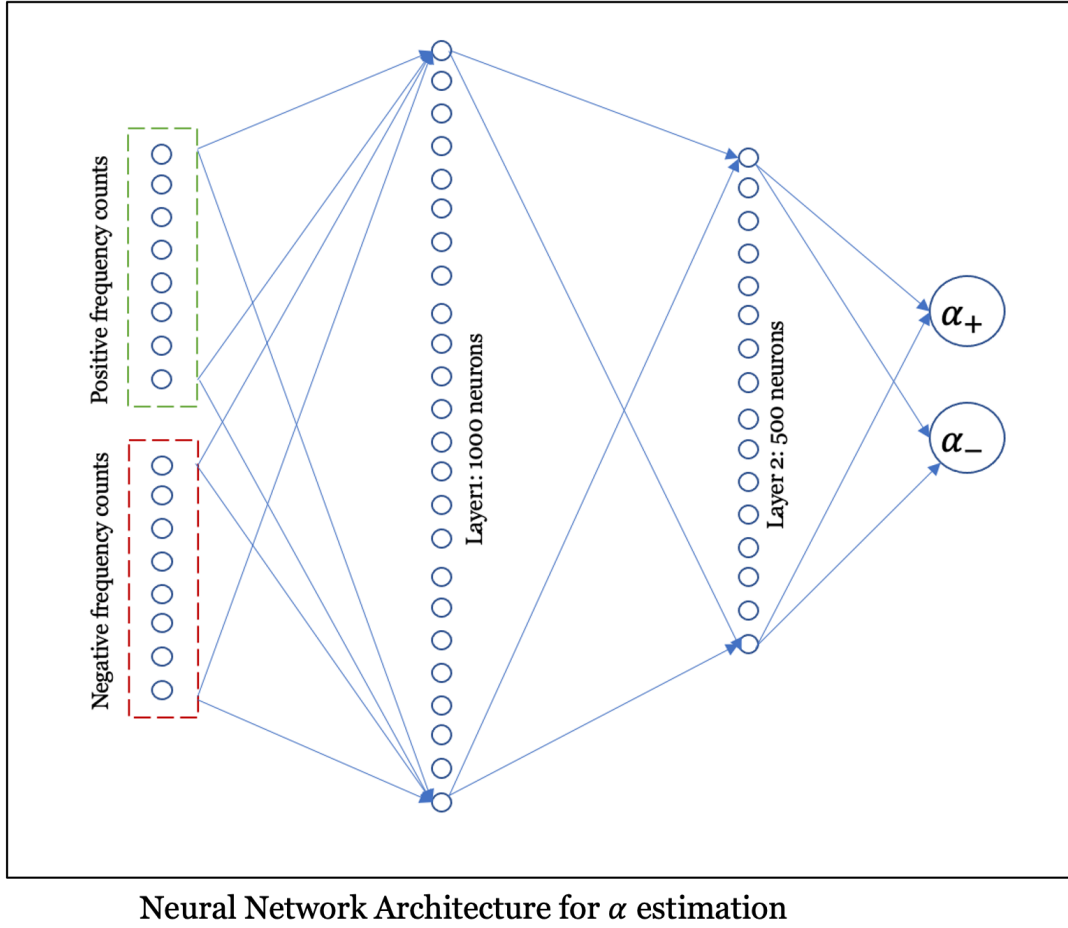 Positive frequency counts
Negative frequency counts
Layer1: 1000 neurons
Layer 2: 500 neurons
α+
α−
Neural Network Architecture for α estimation